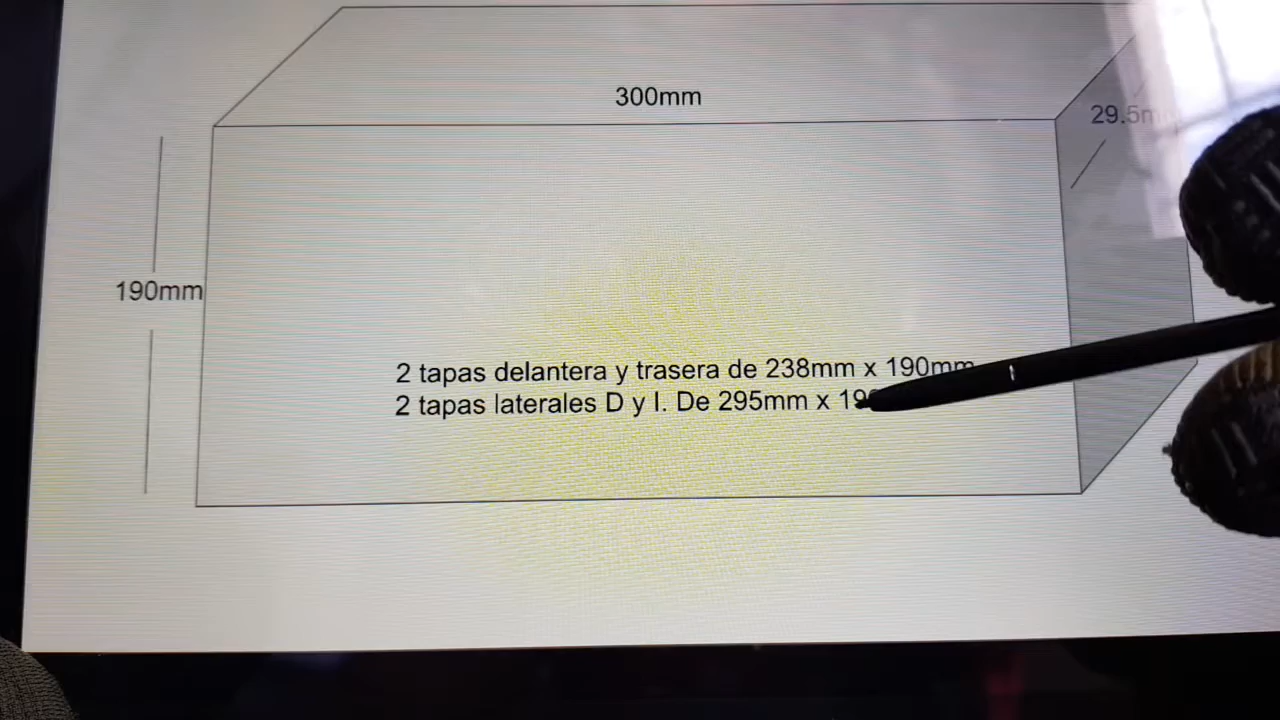 300mm
190mm
2 tapas delantera y trasera de 238mm x 190mm
2 tapas laterales D y I. De 295mm x